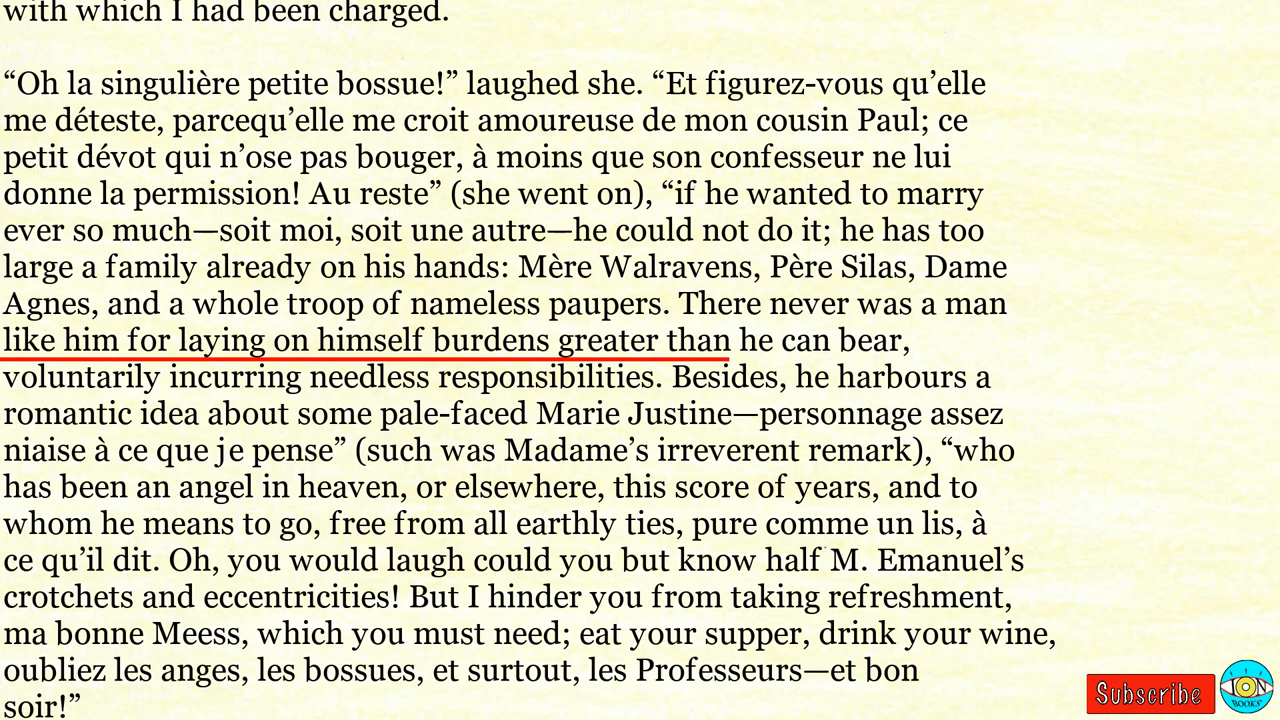 with which I had been charged.
“Oh la singulière petite bossue!” laughed she. “Et figurez-vous qu’elle
me déteste, parcequ’elle me croit amoureuse de mon cousin Paul; ce
petit dévot qui n’ose pas bouger, à moins que son confesseur ne lui
donne la permission! Au reste” (she went on), “if he wanted to marry
ever so much—soit moi, soit une autre—he could not do it; he has too
large a family already on his hands: Mère Walravens, Père Silas, Dame
Agnes, and a whole troop of nameless paupers. There never was a man
like him for laying on himself burdens greater than he can bear,
voluntarily incurring needless responsibilities. Besides, he harbours a
romantic idea about some pale-faced Marie Justine—personnage assez
niaise à ce que je pense” (such was Madame’s irreverent remark), “who
has been an angel in heaven, or elsewhere, this score of years, and to
whom he means to go, free from all earthly ties, pure comme un lis, à
ce qu’il dit. Oh, you would laugh could you but know half M. Emanuel’s
crotchets and eccentricities! But I hinder you from taking refreshment,
ma bonne Meess, which you must need; eat your supper, drink your wine,
oubliez les anges, les bossues, et surtout, les Professeurs—et bon
soir!”
Subscribe
ION
BOOKS